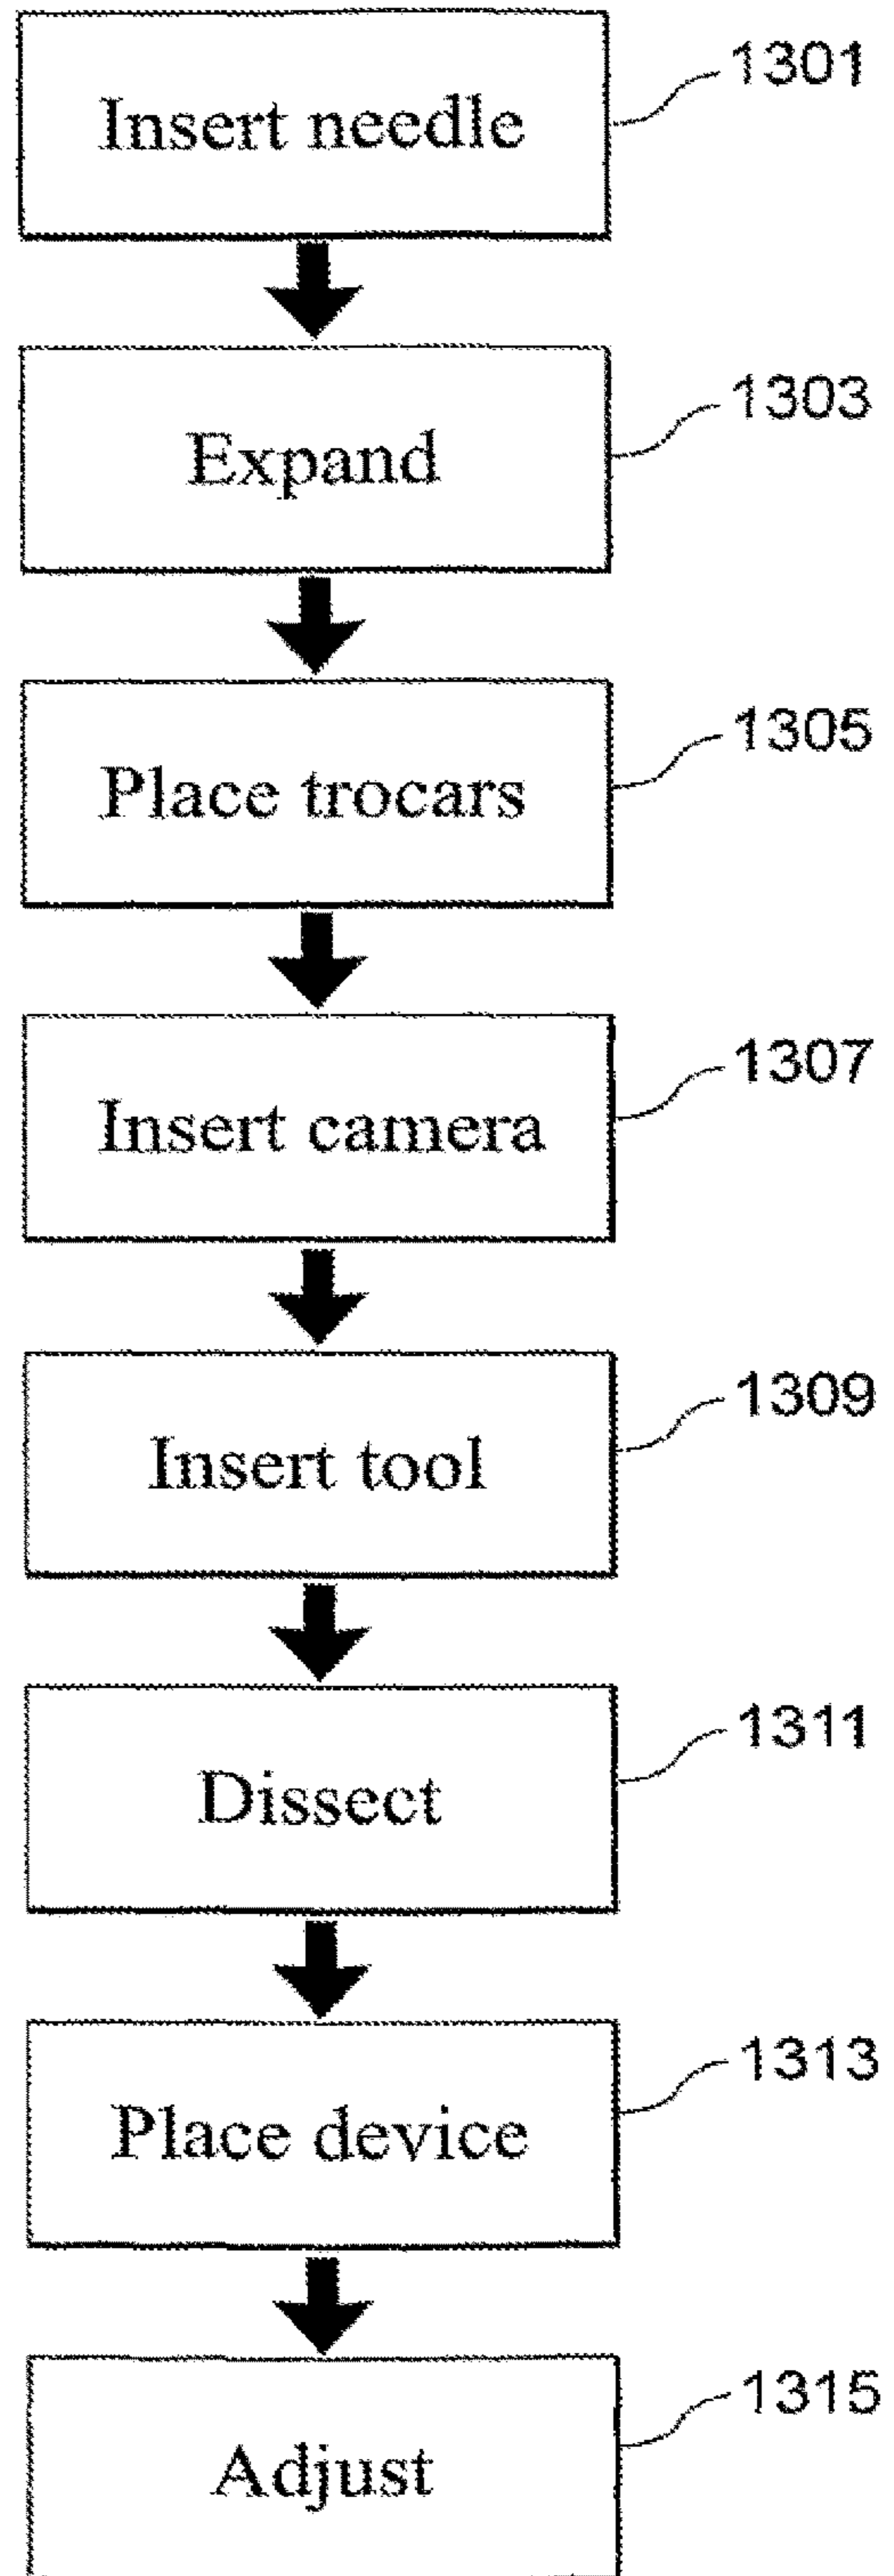 Insert needle
1301
Expand
1303
Place trocars
1305
Insert camera
1307
Insert tool
1309
Dissect
1311
Place device
1313
Adjust
1315